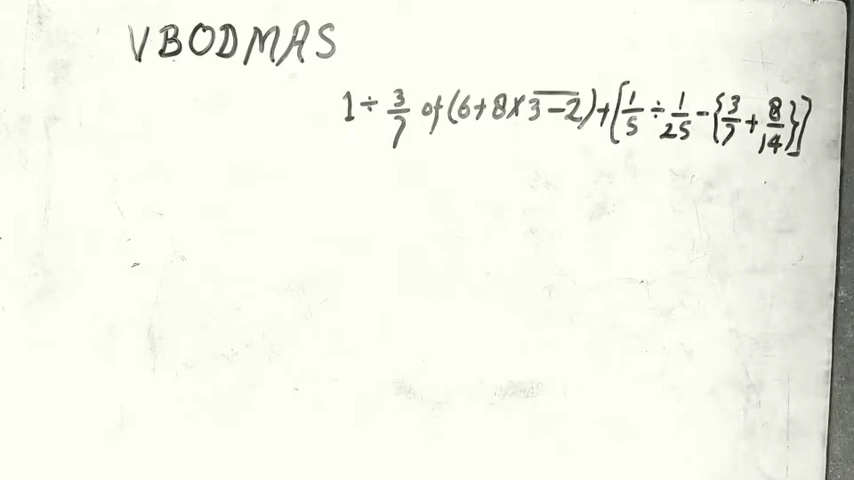 VBODMAS
1 ÷ 3/7 of (6+8×3̅ ̅-̅ ̅2̅) + [1/5 ÷ 1/25 - {3/7 + 8/14}]